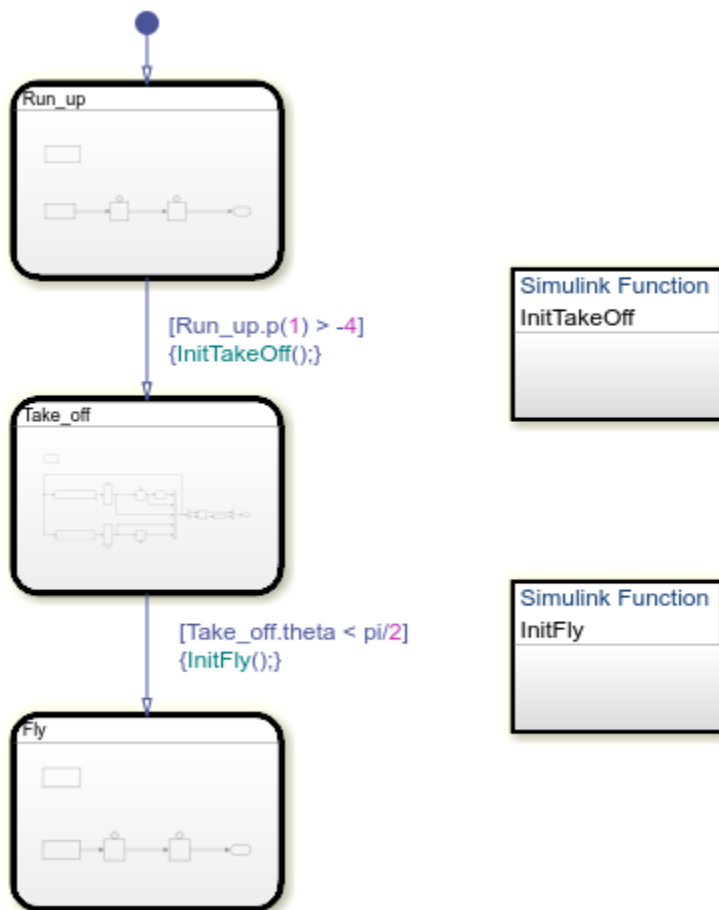 Run_up
[Run_up.p(1) > -4]
{InitTakeOff();}
Simulink Function
InitTakeOff
Take_off
[Take_off.theta < pi/2]
{InitFly();}
Simulink Function
InitFly
Fly